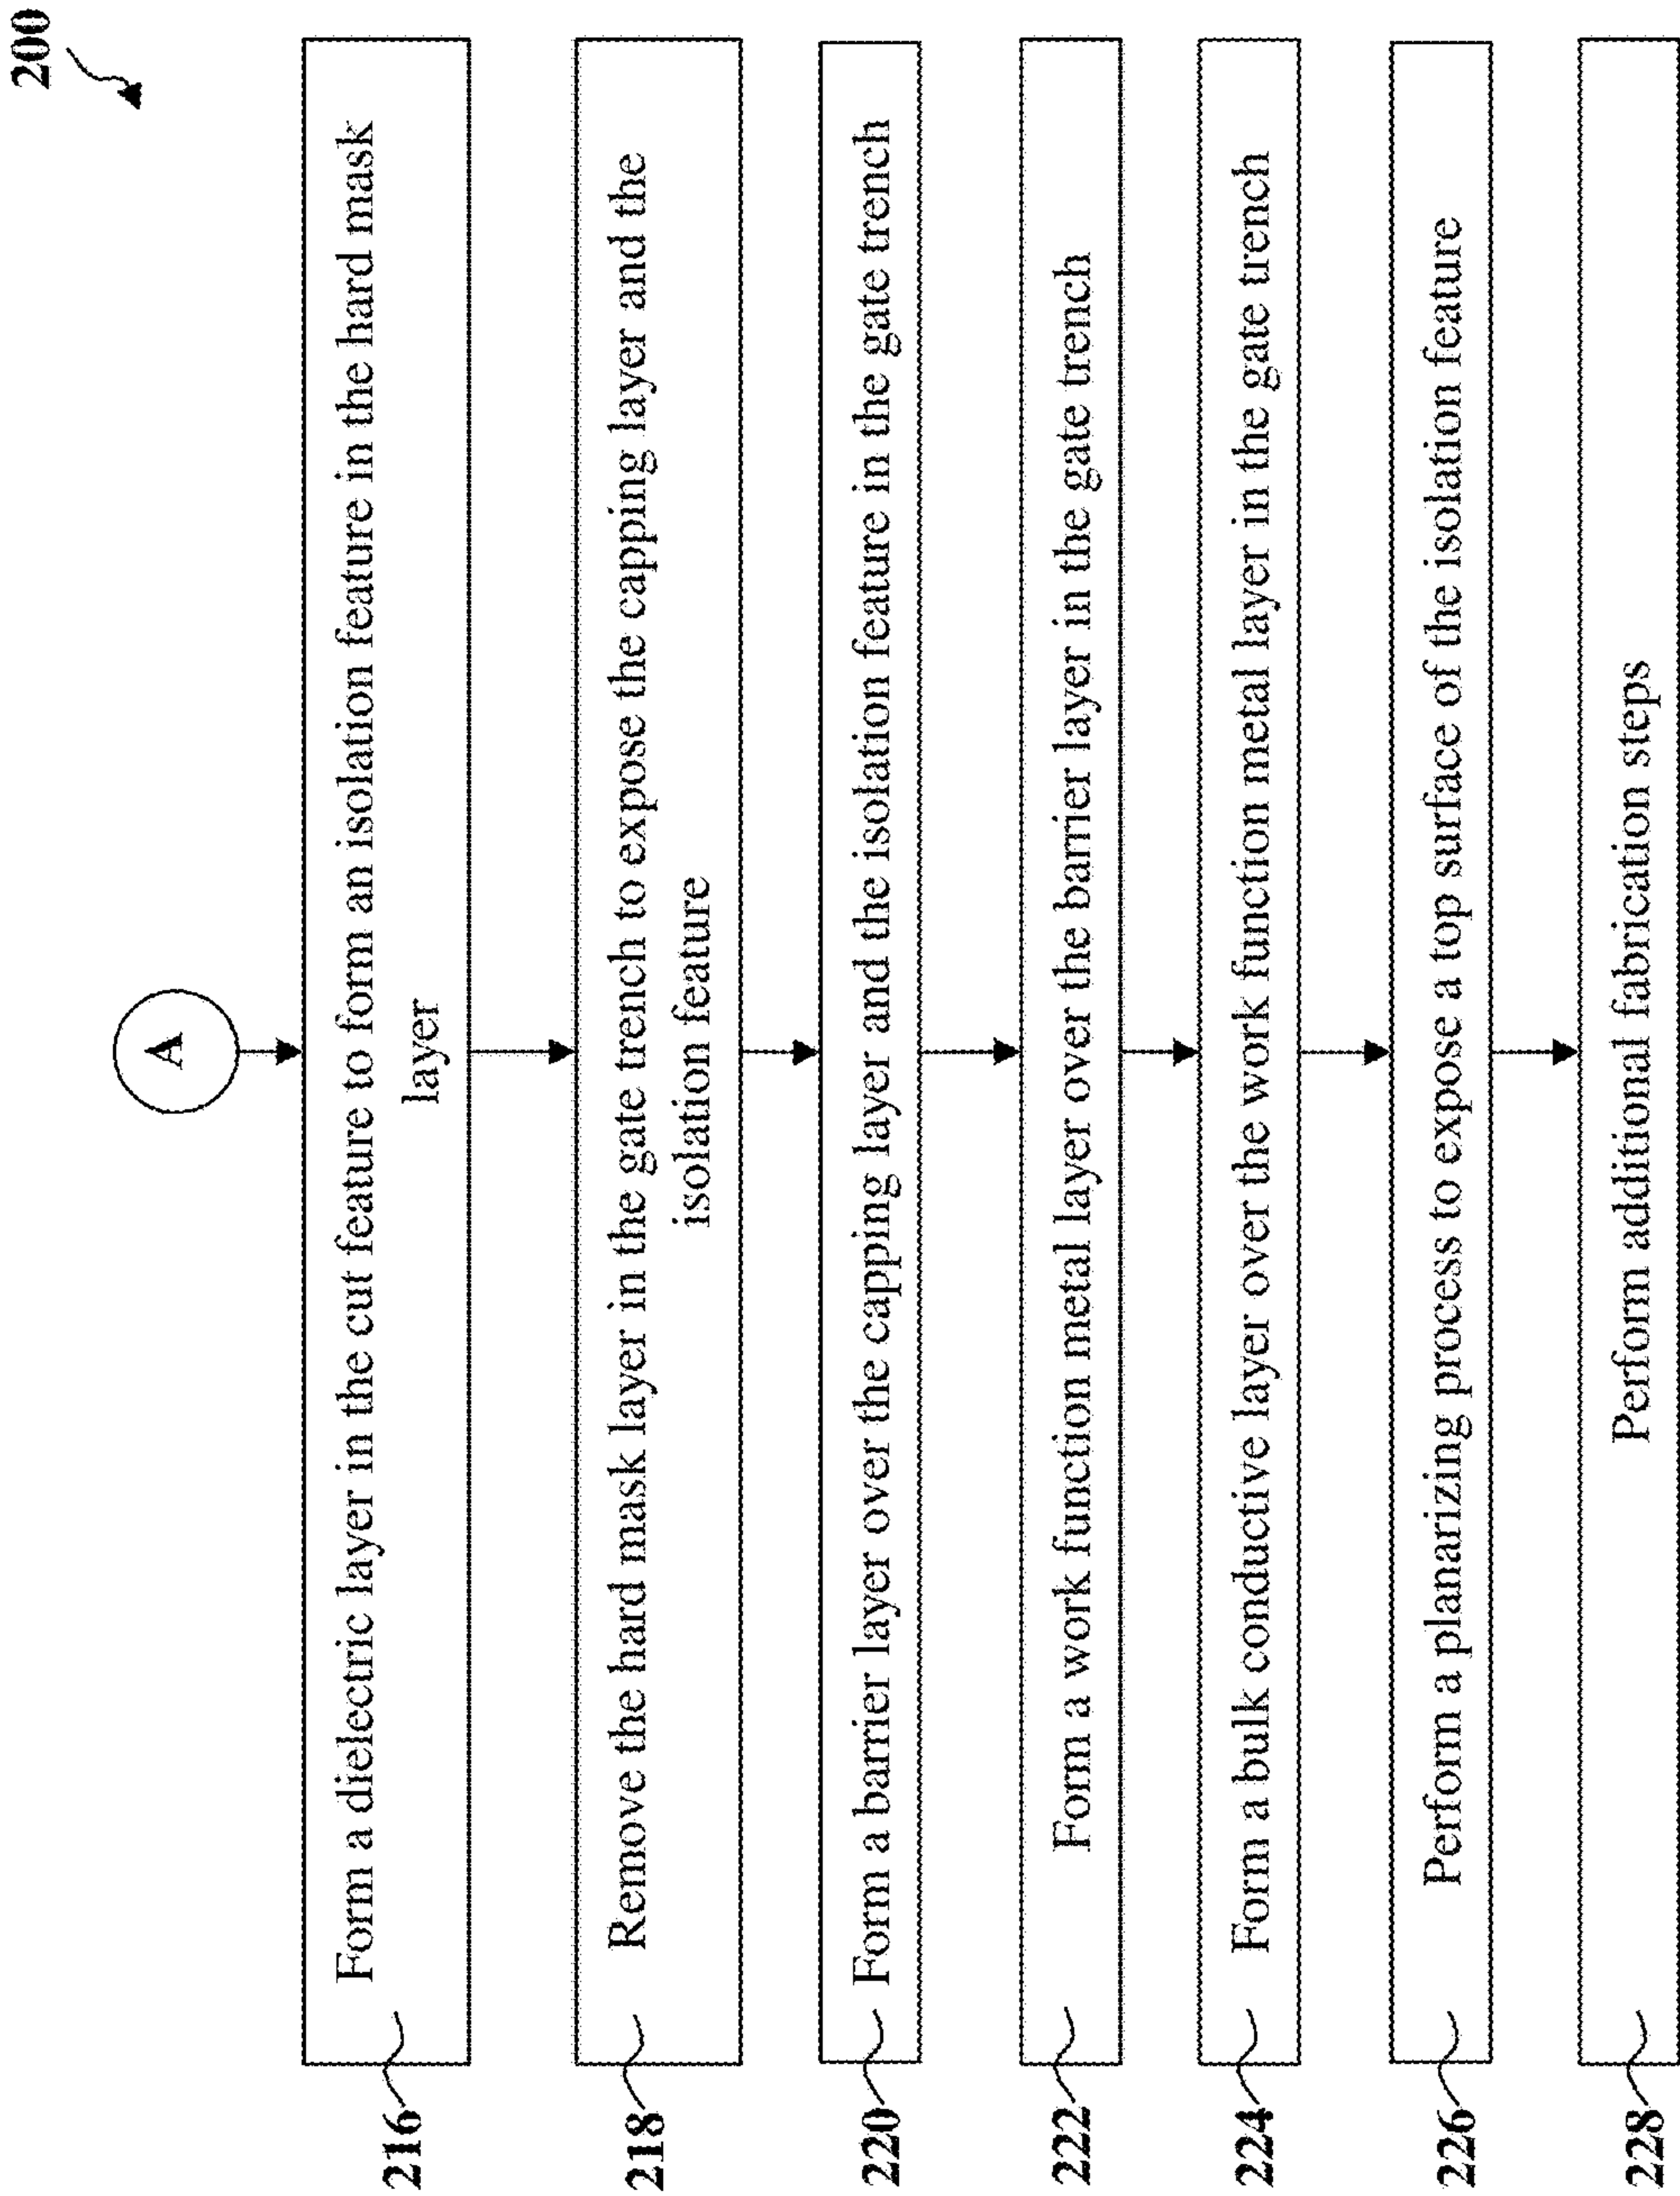 200
A
216
Form a dielectric layer in the cut feature to form an isolation feature in the hard mask
layer
218
Remove the hard mask layer in the gate trench to expose the capping layer and the
isolation feature
220
Form a barrier layer over the capping layer and the isolation feature in the gate trench
222
Form a work function metal layer over the barrier layer in the gate trench
224
Form a bulk conductive layer over the work function metal layer in the gate trench
226
Perform a planarizing process to expose a top surface of the isolation feature
228
Perform additional fabrication steps